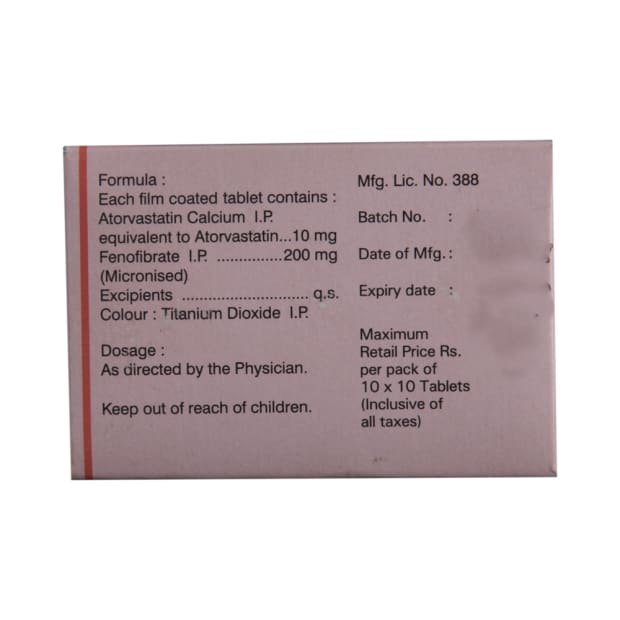 Formula :
Each film coated tablet contains :
Atorvastatin Calcium I.P.
equivalent to Atorvastatin...10 mg
Fenofibrate I.P. ...............200 mg
(Micronised)
Excipients ............................. q.s.
Colour : Titanium Dioxide I.P.
Dosage :
As directed by the Physician.
Keep out of reach of children.
Mfg. Lic. No. 388
Batch No. :
Date of Mfg. :
Expiry date :
Maximum
Retail Price Rs.
per pack of
10 x 10 Tablets
(Inclusive of
all taxes)